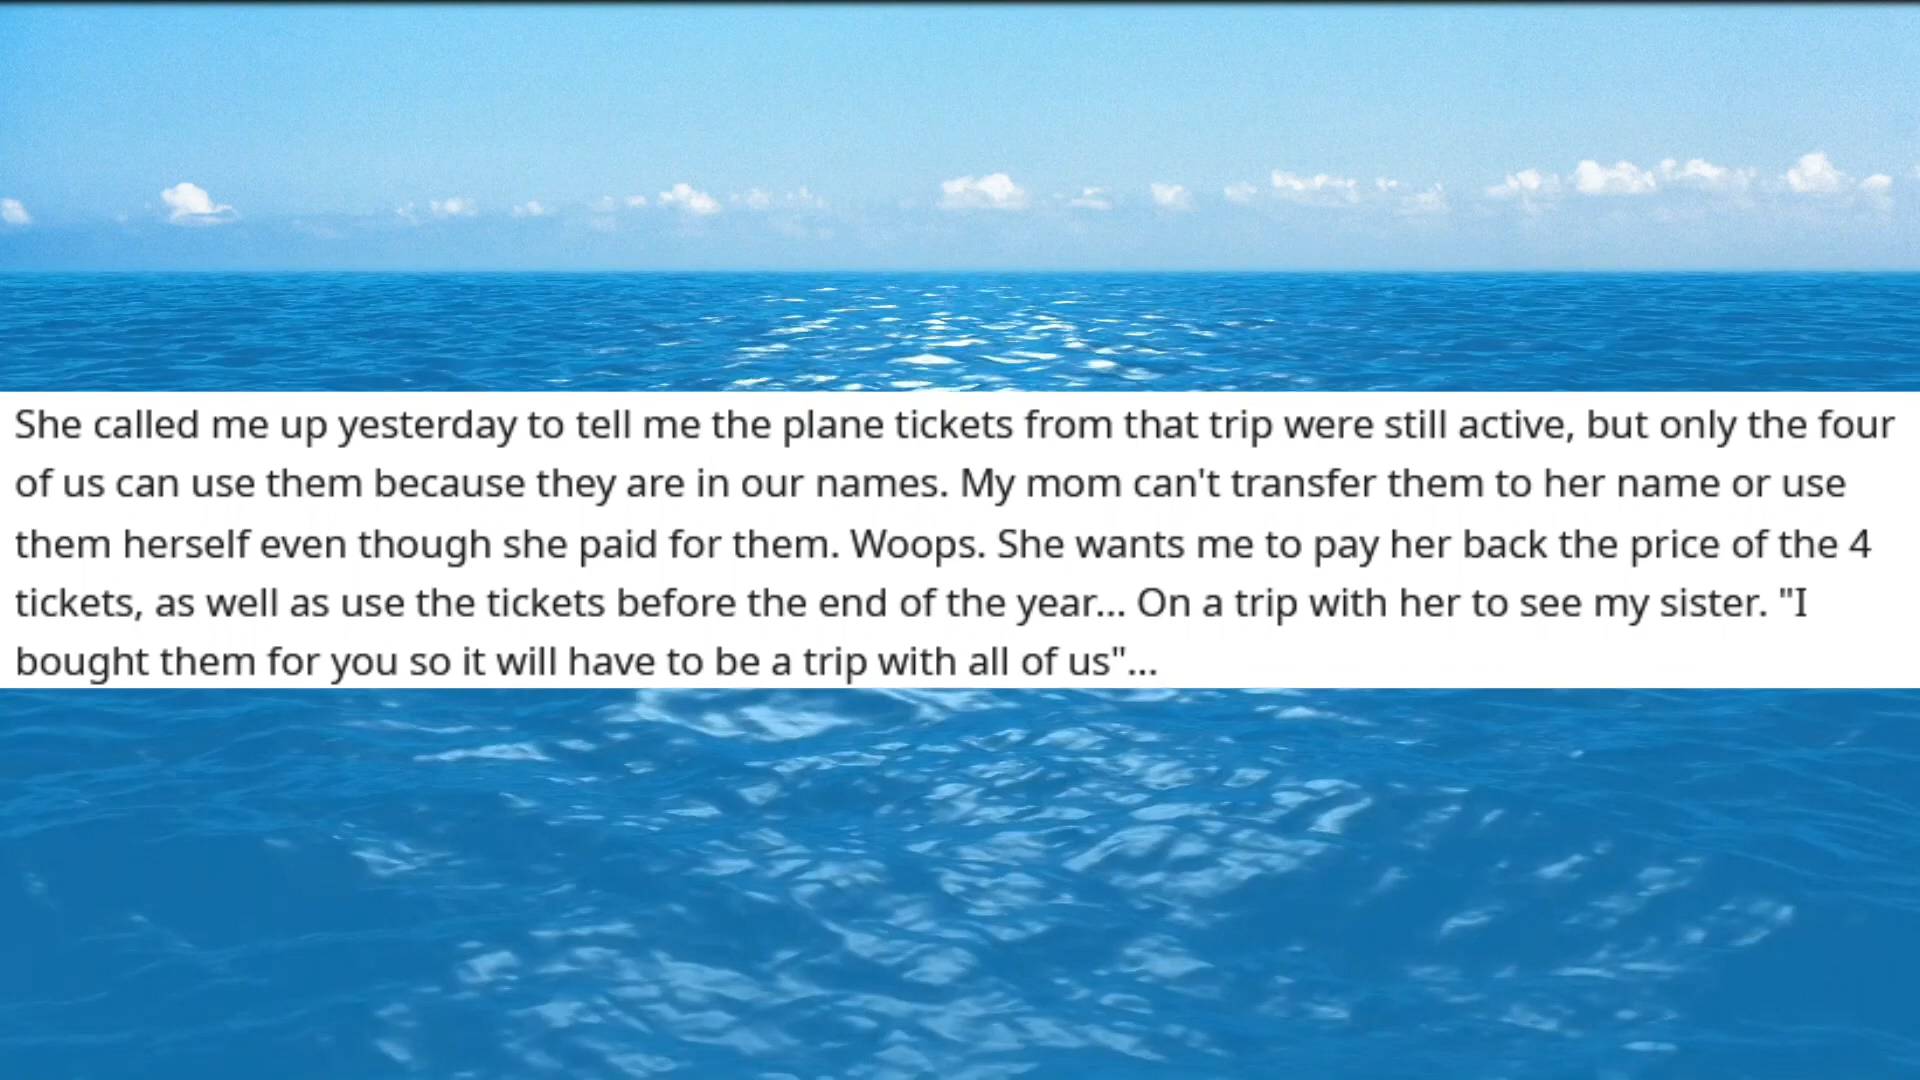 She called me up yesterday to tell me the plane tickets from that trip were still active, but only the four
of us can use them because they are in our names. My mom can't transfer them to her name or use
them herself even though she paid for them. Woops. She wants me to pay her back the price of the 4
tickets, as well as use the tickets before the end of the year... On a trip with her to see my sister. "I
bought them for you so it will have to be a trip with all of us"...